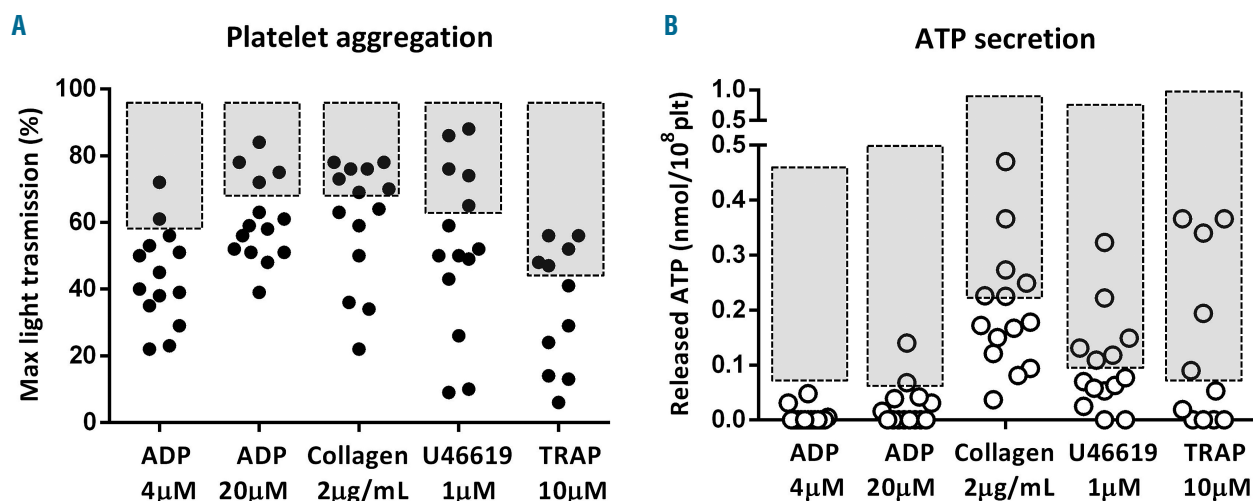 A
Platelet aggregation
Max light trasmission (%)
100
80
60
40
20
0
ADP ADP Collagen U46619 TRAP
4μM 20μM 2μg/mL 1μM 10μM
B
ATP secretion
Released ATP (nmol/10⁸plt)
1.0
0.5
0.5
0.4
0.3
0.2
0.1
0.0
ADP ADP Collagen U46619 TRAP
4μM 20μM 2μg/mL 1μM 10μM